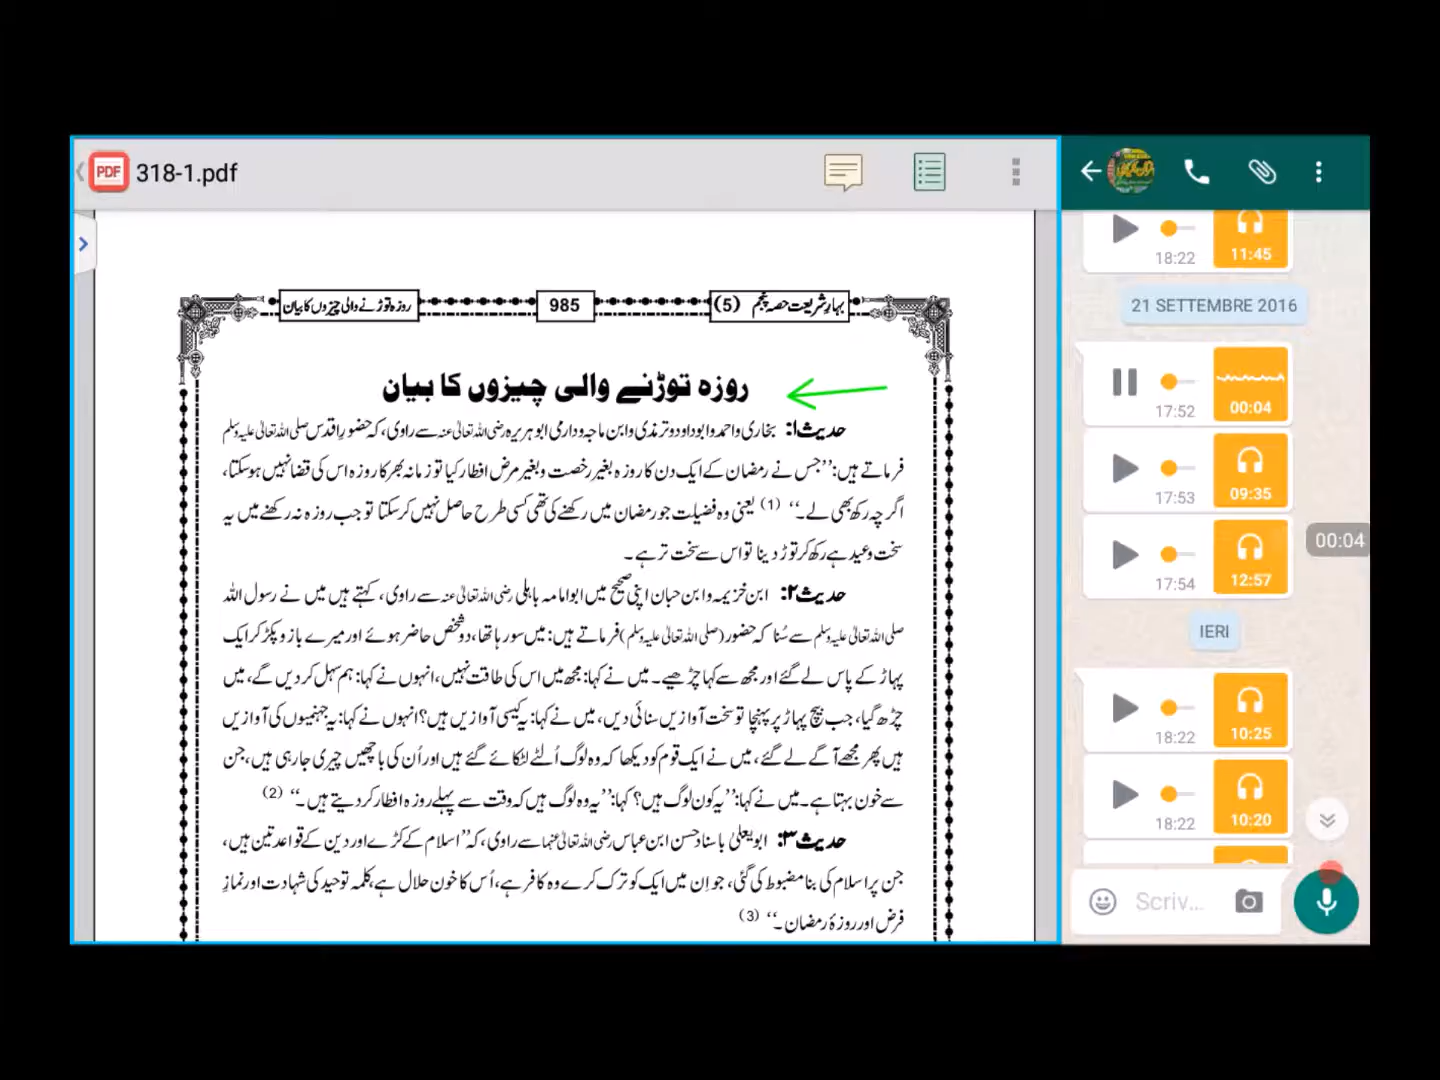 318-1.pdf
بہارِشریعت حصہ پنجم (5)
985
روزہ توڑنے والی چیزوں کا بیان
روزہ توڑنے والی چیزوں کا بیان
حدیث ۱: بخاری و احمد و ابو داود و ترمذی و ابن ماجہ و دارمی ابوہریرہ رضی اللہ تعالیٰ عنہ سے راوی، کہ حضورِ اقدس صلی اللہ تعالیٰ علیہ وسلم
فرماتے ہیں: ’’جس نے رمضان کے ایک دن کا روزہ بغیر رخصت و بغیر مرض افطار کیا تو زمانہ بھر کا روزہ اس کی قضا نہیں ہوسکتا،
اگرچہ رکھ بھی لے۔‘‘ (1) یعنی وہ فضیلت جو رمضان میں رکھنے کی تھی کسی طرح حاصل نہیں کرسکتا تو جب روزہ نہ رکھنے میں یہ
سخت وعید ہے رکھ کر توڑ دینا تو اس سے سخت تر ہے۔
حدیث ۲: ابن خزیمہ و ابن حبان اپنی صحیح میں ابو امامہ باہلی رضی اللہ تعالیٰ عنہ سے راوی، کہتے ہیں میں نے رسول اللہ
صلی اللہ تعالیٰ علیہ وسلم سے سُنا کہ حضور (صلی اللہ تعالیٰ علیہ وسلم) فرماتے ہیں: میں سو رہا تھا، دو شخص حاضر ہوئے اور میرے بازو پکڑ کر ایک
پہاڑ کے پاس لے گئے اور مجھ سے کہا چڑھیے۔ میں نے کہا: مجھ میں اس کی طاقت نہیں، انہوں نے کہا: ہم سہل کر دیں گے، میں
چڑھ گیا، جب بیچ پہاڑ پر پہنچا تو سخت آوازیں سنائی دیں، میں نے کہا: یہ کیسی آوازیں ہیں؟ انہوں نے کہا: یہ جہنمیوں کی آوازیں
ہیں پھر مجھے آگے لے گئے، میں نے ایک قوم کو دیکھا کہ وہ لوگ اُلٹے لٹکائے گئے ہیں اور اُن کی باچھیں چیری جارہی ہیں، جن
سے خون بہتا ہے۔ میں نے کہا: ’’یہ کون لوگ ہیں؟ کہا: ’’یہ وہ لوگ ہیں کہ وقت سے پہلے روزہ افطار کر دیتے ہیں۔‘‘ (2)
حدیث ۳: ابو یعلیٰ باسناد حسن ابن عباس رضی اللہ تعالیٰ عنہما سے راوی، کہ ’’اسلام کے کڑے اور دین کے قواعد تین ہیں،
جن پر اسلام کی بنا مضبوط کی گئی، جو اِن میں ایک کو ترک کرے وہ کافر ہے، اُس کا خون حلال ہے، کلمہ توحید کی شہادت اور نمازِ
فرض اور روزۂ رمضان۔‘‘ (3)
18:22
11:45
21 SETTEMBRE 2016
17:52
00:04
17:53
09:35
17:54
12:57
00:04
IERI
18:22
10:25
18:22
10:20
Scriv...